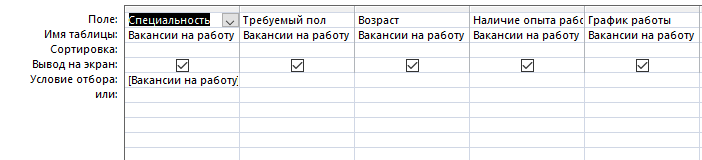 Поле: Специальность Требуемый пол Возраст Наличие опыта рабо График работы
Имя таблицы: Вакансии на работу Вакансии на работу Вакансии на работу Вакансии на работу Вакансии на работу
Сортировка:
Вывод на экран:
Условие отбора: [Вакансии на работу]
или: